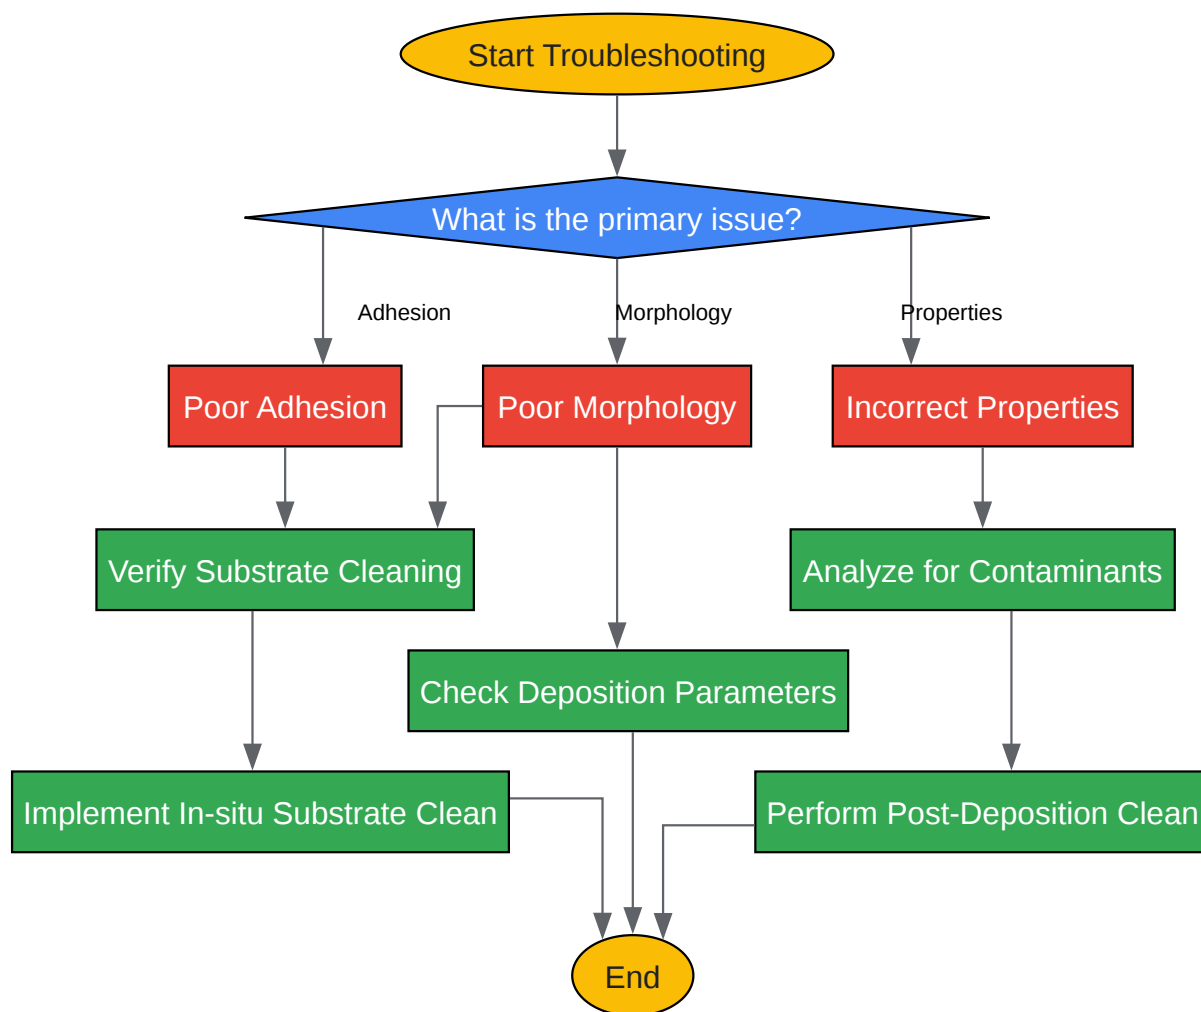 Start Troubleshooting
What is the primary issue?
Adhesion
Morphology
Properties
Poor Adhesion
Poor Morphology
Incorrect Properties
Verify Substrate Cleaning
Analyze for Contaminants
Check Deposition Parameters
Implement In-situ Substrate Clean
Perform Post-Deposition Clean
End